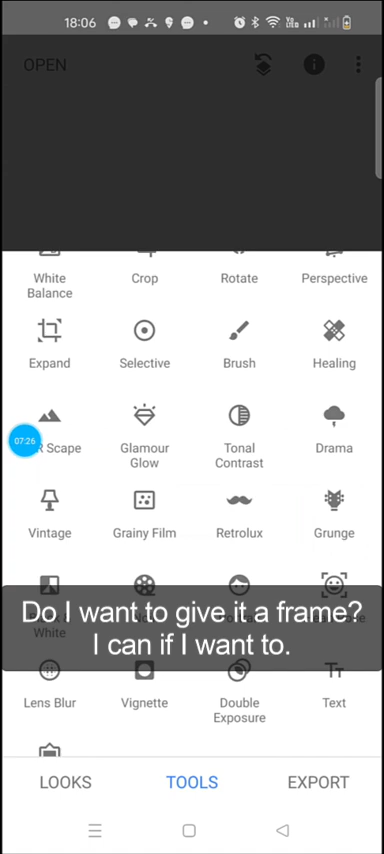 18:06
OPEN
White Balance
Crop
Rotate
Perspective
Expand
Selective
Brush
Healing
07:26
Scape
Glamour Glow
Tonal Contrast
Drama
Vintage
Grainy Film
Retrolux
Grunge
White
Do I want to give it a frame?
I can if I want to.
Lens Blur
Vignette
Double Exposure
Text
LOOKS
TOOLS
EXPORT